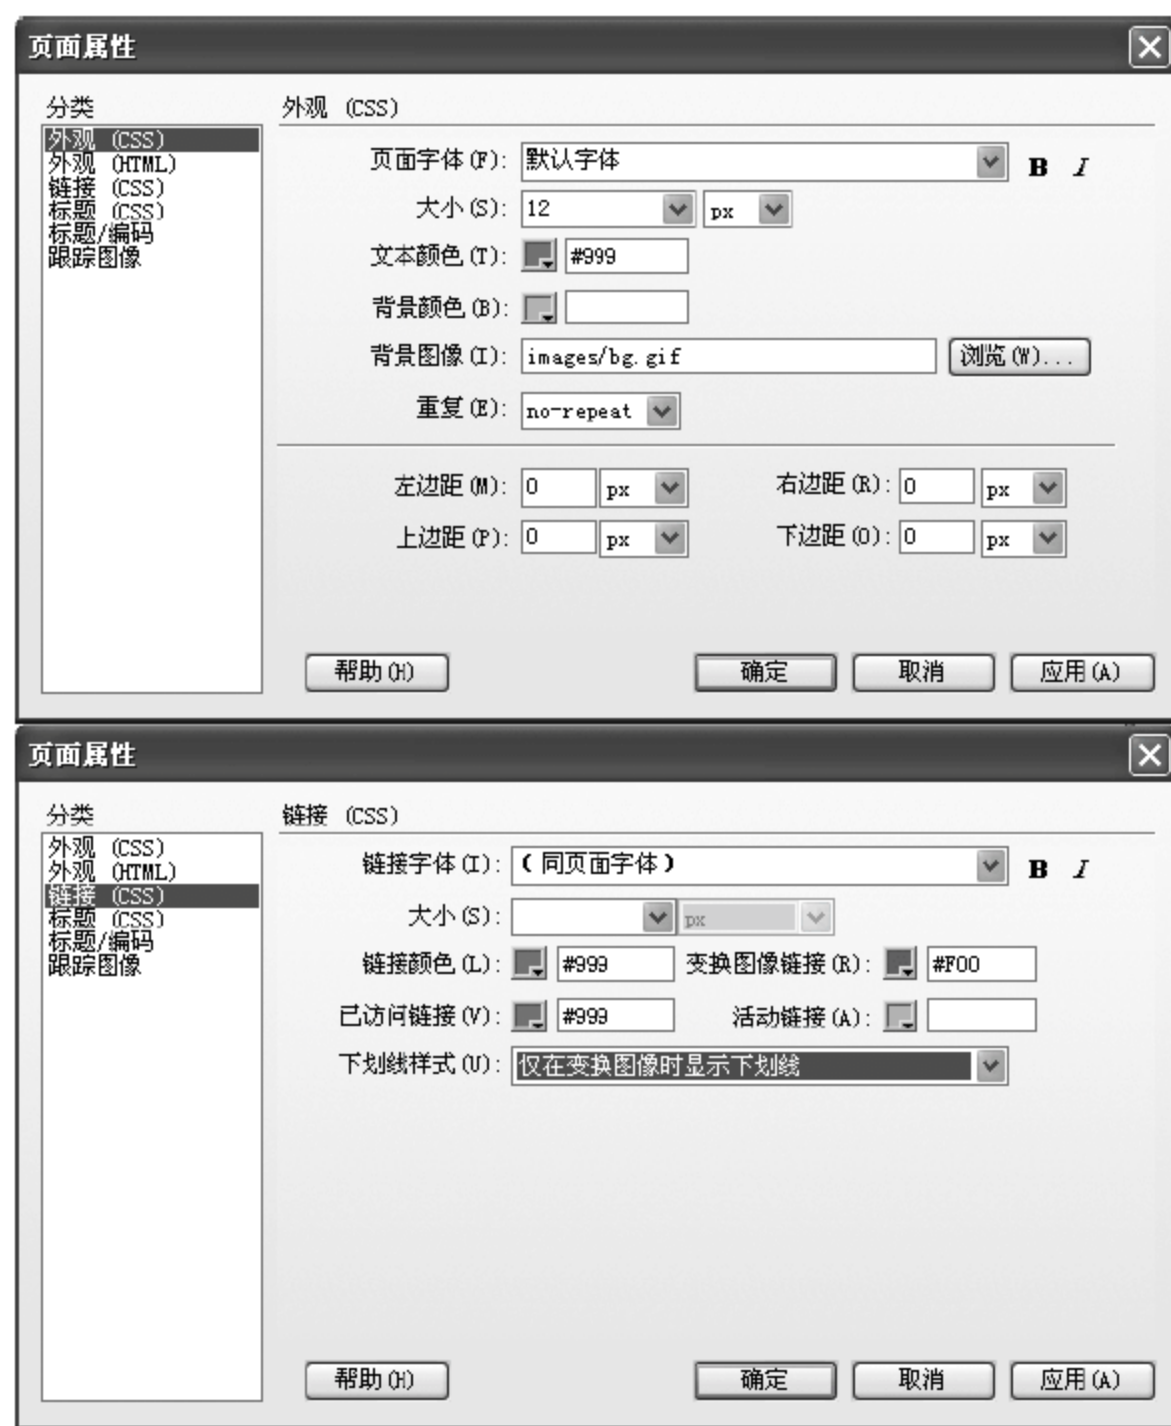 页面属性
分类
外观 (CSS)
外观 (HTML)
链接 (CSS)
标题 (CSS)
标题/编码
跟踪图像
外观 (CSS)
页面字体(F): 默认字体 B I
大小(S): 12 px
文本颜色(T): #999
背景颜色(B):
背景图像(I): images/bg.gif 浏览(W)...
重复(E): no-repeat
左边距(M): 0 px 右边距(R): 0 px
上边距(P): 0 px 下边距(O): 0 px
帮助(H) 确定 取消 应用(A)
页面属性
分类
外观 (CSS)
外观 (HTML)
链接 (CSS)
标题 (CSS)
标题/编码
跟踪图像
链接 (CSS)
链接字体(I): (同页面字体) B I
大小(S): px
链接颜色(L): #999 变换图像链接(R): #F00
已访问链接(V): #999 活动链接(A):
下划线样式(U): 仅在变换图像时显示下划线
帮助(H) 确定 取消 应用(A)